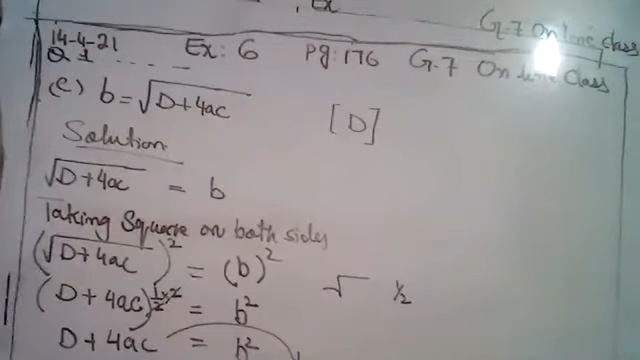 , Ex
G-7 Online class
14-4-21 Ex: 6 pg: 176 G-7 Online Class
Q 1 . . . . . —
(c) b = √D+4ac [D]
Solution
√D+4ac = b
Taking Square on both sides
(√D+4ac)² = (b)² √ ½
(D+4ac)^½×² = b²
D+4ac = b²